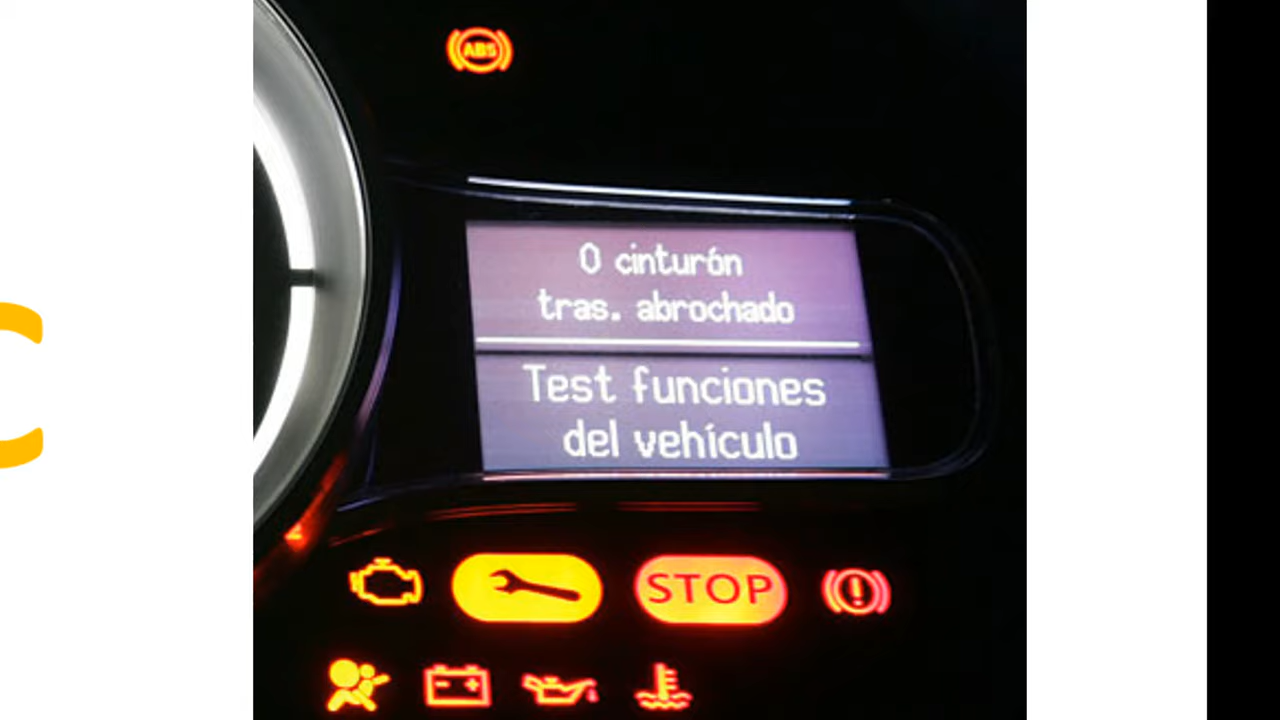 ABS
0 cinturón
tras. abrochado
Test funciones
del vehículo
STOP